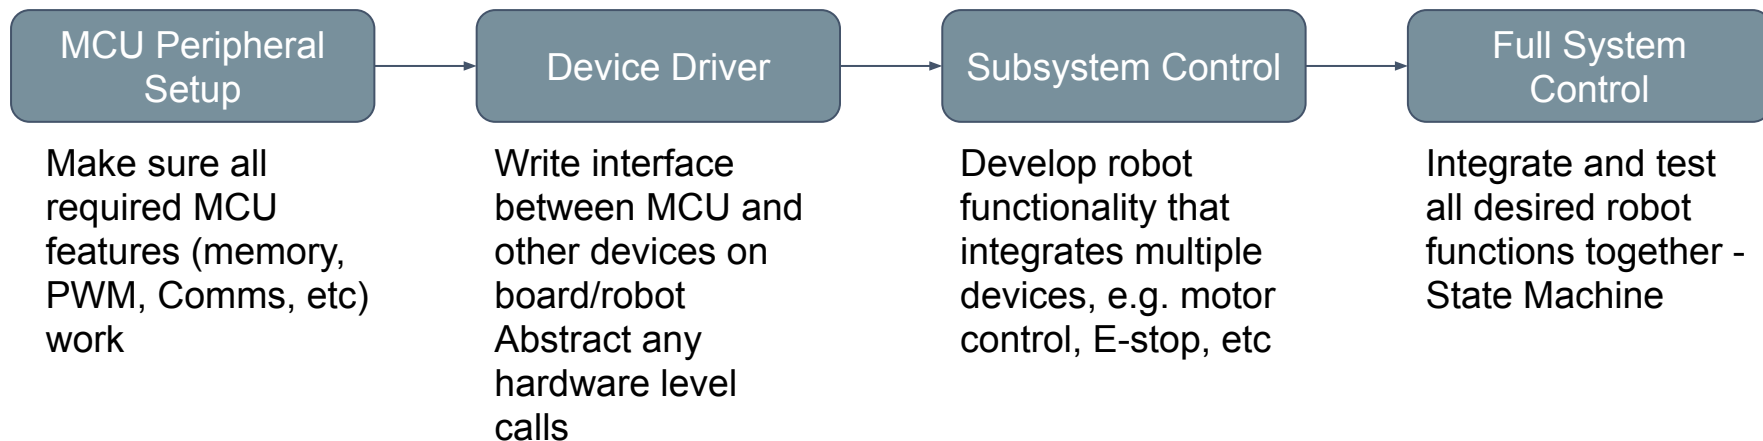 MCU Peripheral
Setup
Device Driver
Subsystem Control
Full System
Control
Make sure all
required MCU
features (memory,
PWM, Comms, etc)
work
Write interface
between MCU and
other devices on
board/robot
Abstract any
hardware level
calls
Develop robot
functionality that
integrates multiple
devices, e.g. motor
control, E-stop, etc
Integrate and test
all desired robot
functions together -
State Machine